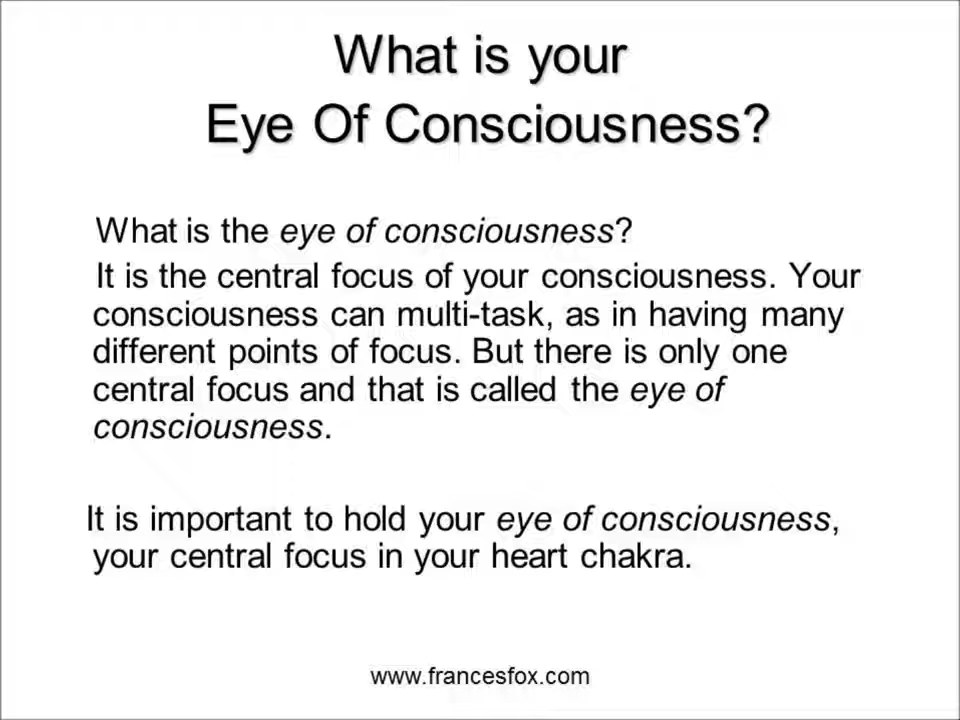 What is your
Eye Of Consciousness?
What is the eye of consciousness?
It is the central focus of your consciousness. Your
consciousness can multi-task, as in having many
different points of focus. But there is only one
central focus and that is called the eye of
consciousness.
It is important to hold your eye of consciousness,
your central focus in your heart chakra.
www.francesfox.com